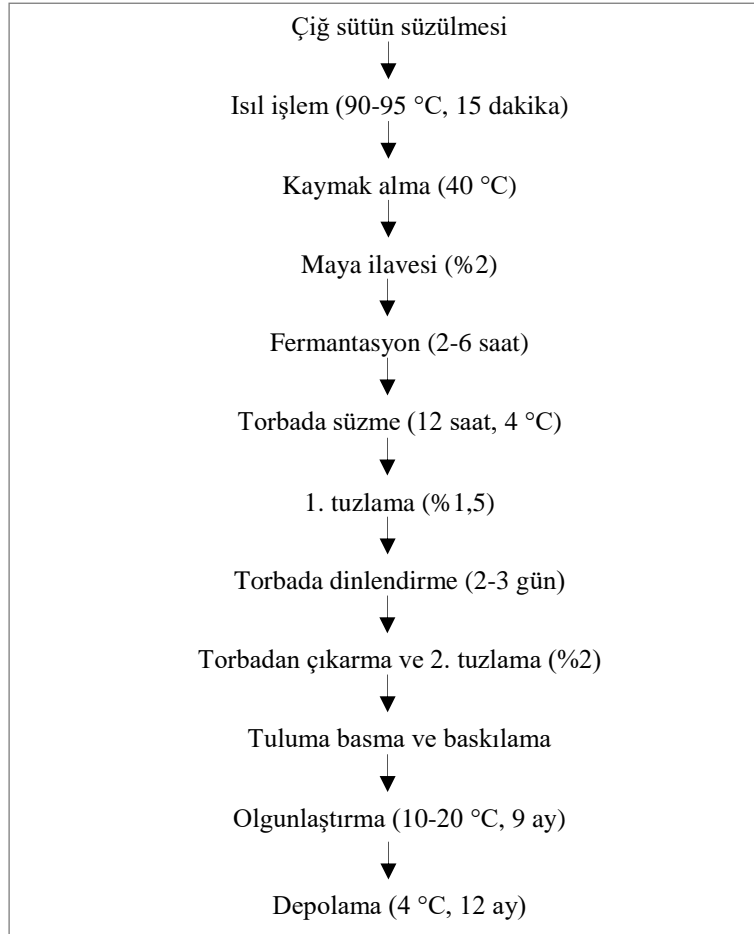 Çiğ sütün süzülmesi
Isıl işlem (90-95 °C, 15 dakika)
Kaymak alma (40 °C)
Maya ilavesi (%2)
Fermantasyon (2-6 saat)
Torbada süzme (12 saat, 4 °C)
1. tuzlama (%1,5)
Torbada dinlendirme (2-3 gün)
Torbadan çıkarma ve 2. tuzlama (%2)
Tuluma basma ve baskılama
Olgunlaştırma (10-20 °C, 9 ay)
Depolama (4 °C, 12 ay)